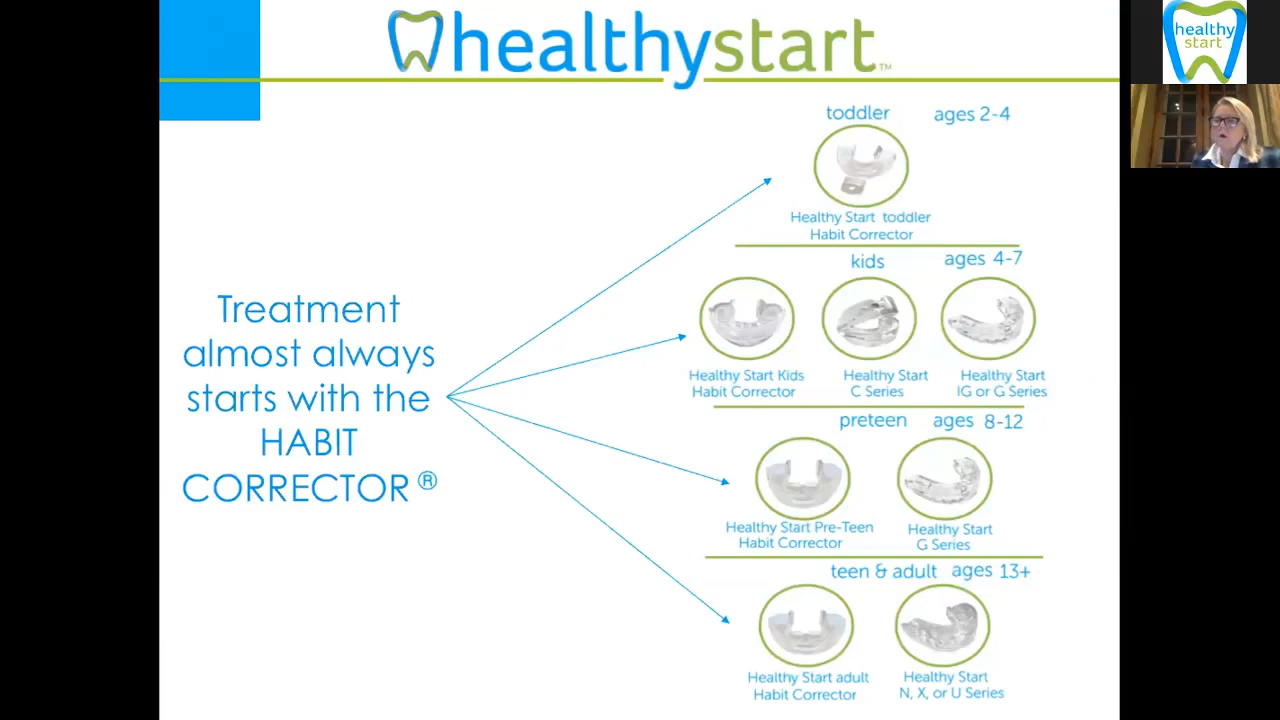 healthystart™
healthy
start
toddler ages 2-4
Healthy Start toddler
Habit Corrector
kids ages 4-7
Healthy Start Kids
Habit Corrector
Healthy Start
C Series
Healthy Start
IG or G Series
Treatment
almost always
starts with the
HABIT
CORRECTOR ®
preteen ages 8-12
Healthy Start Pre-Teen
Habit Corrector
Healthy Start
G Series
teen & adult ages 13+
Healthy Start adult
Habit Corrector
Healthy Start
N, X, or U Series